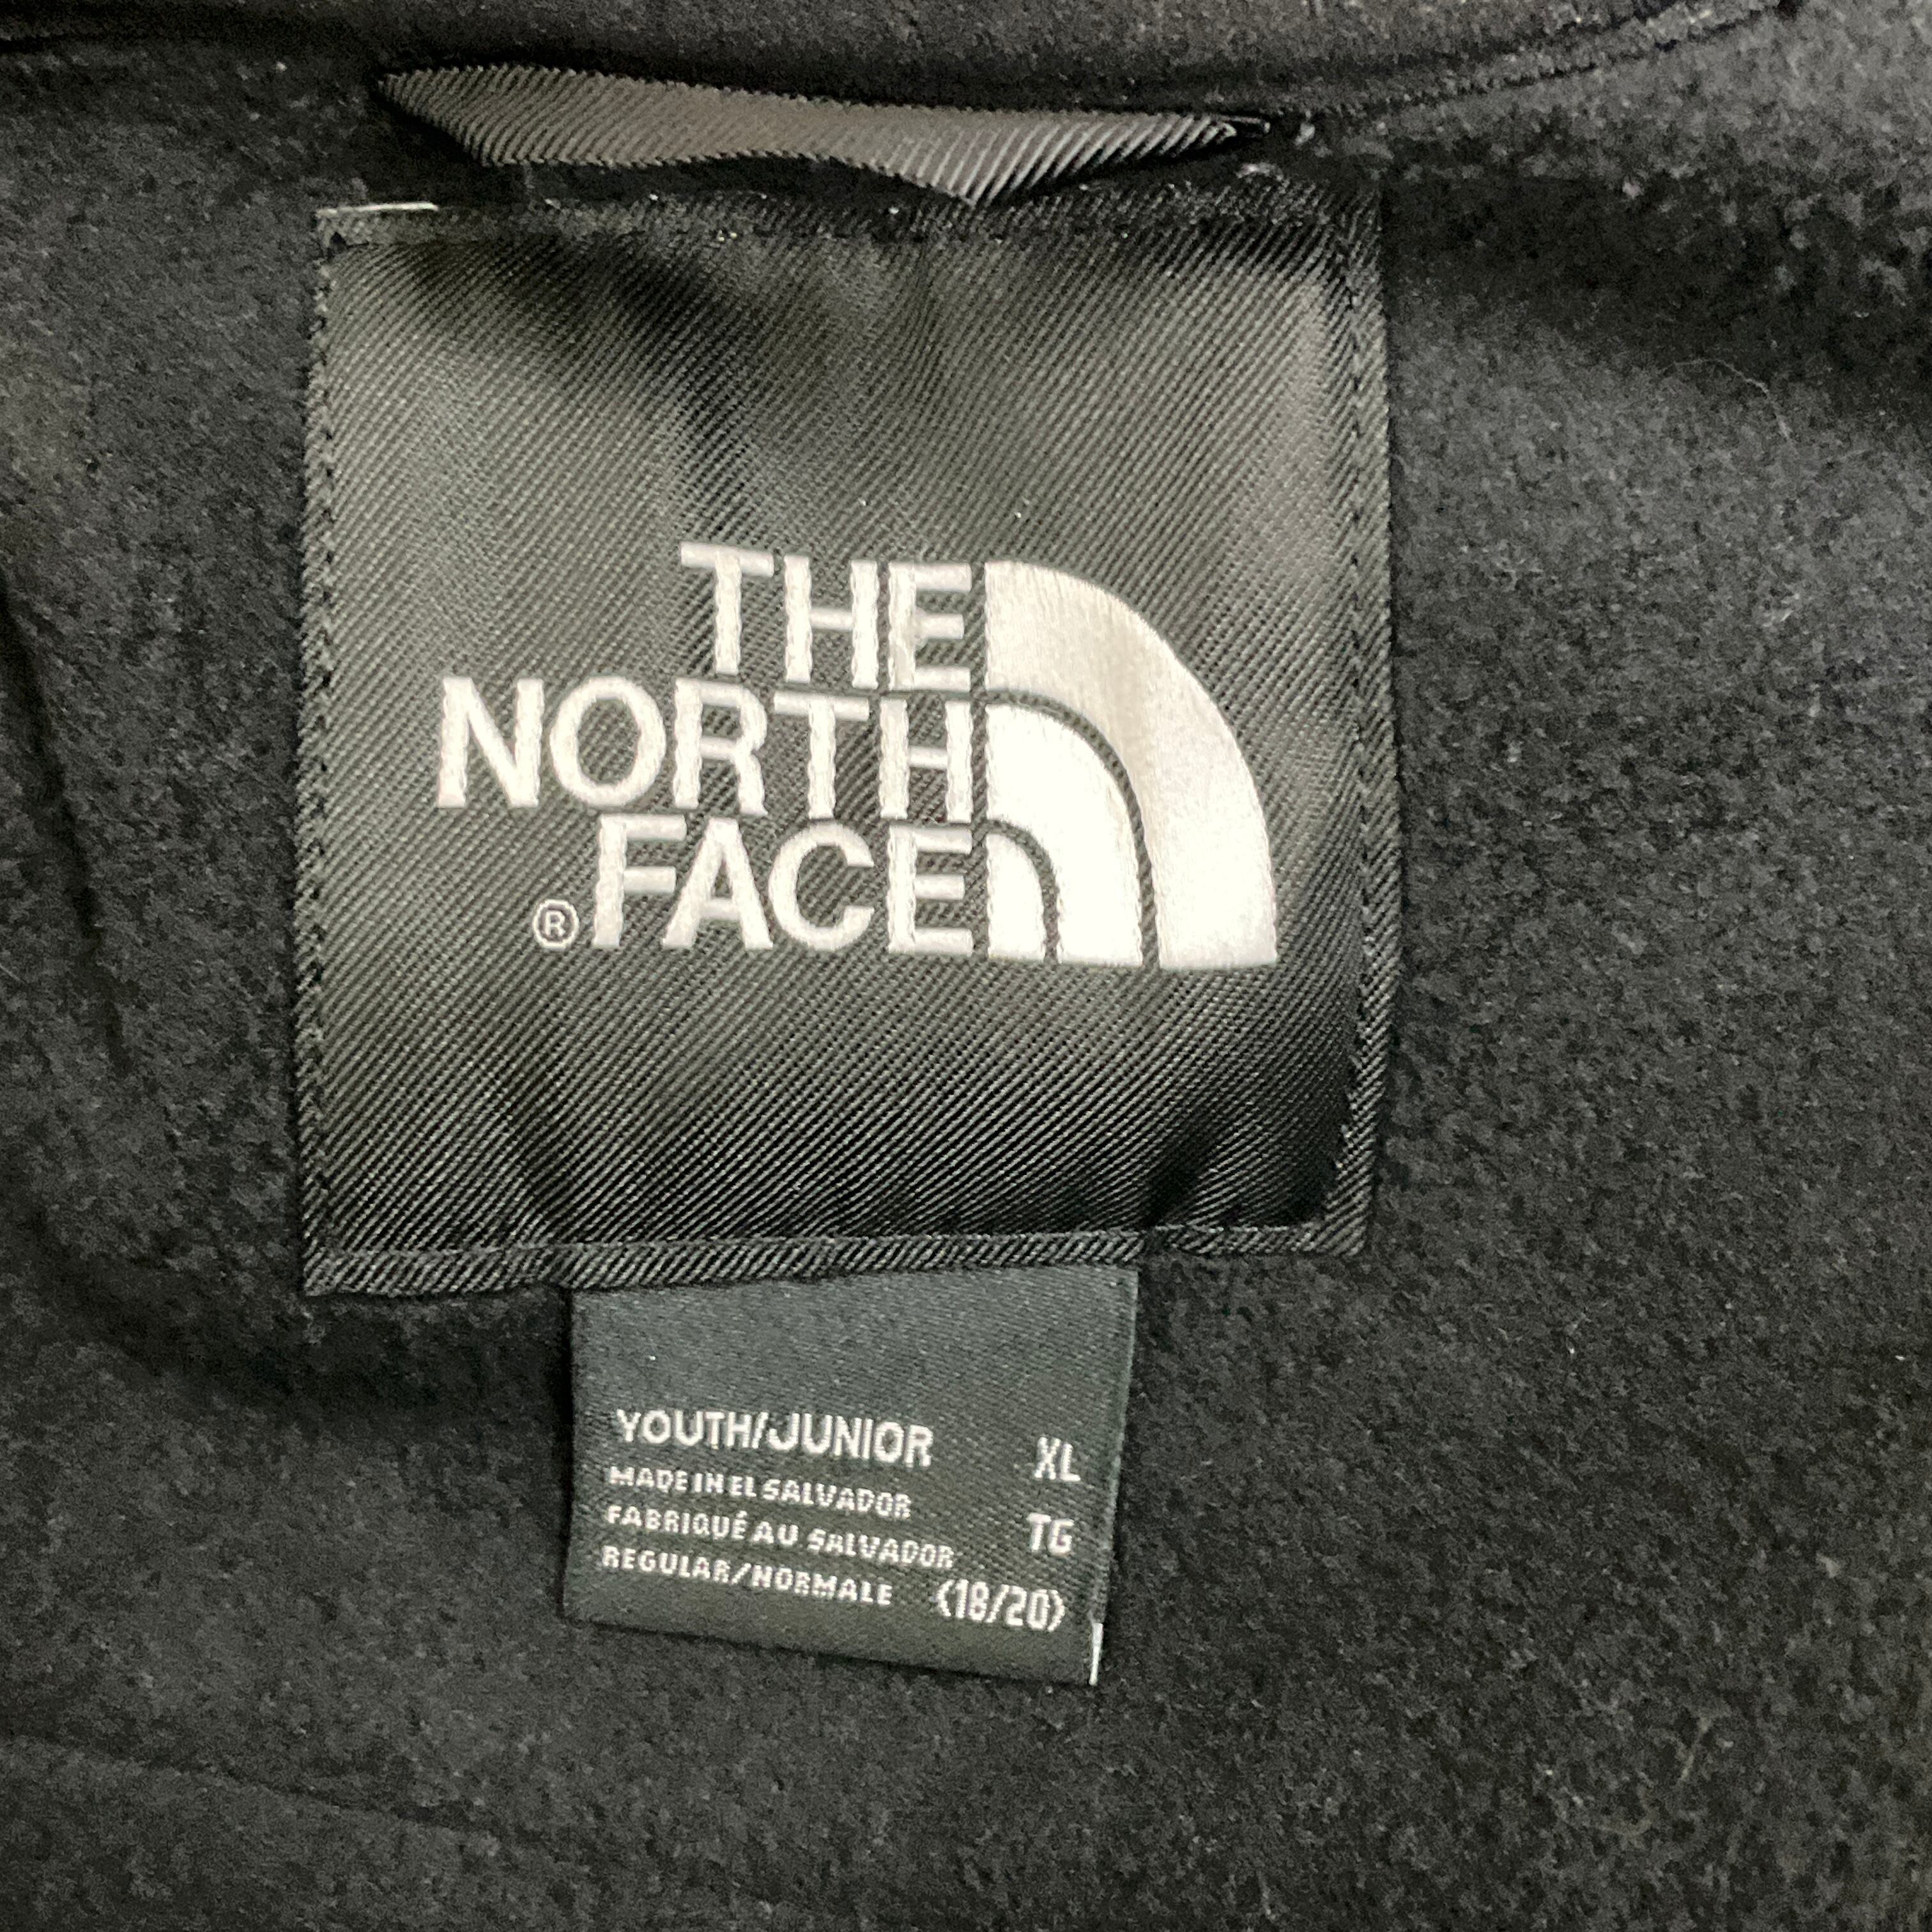 THE
NORTH
®FACE
YOUTH/JUNIOR XL
MADE IN EL SALVADOR
FABRIQUÉ AU SALVADOR TG
REGULAR/NORMALE (18/20)